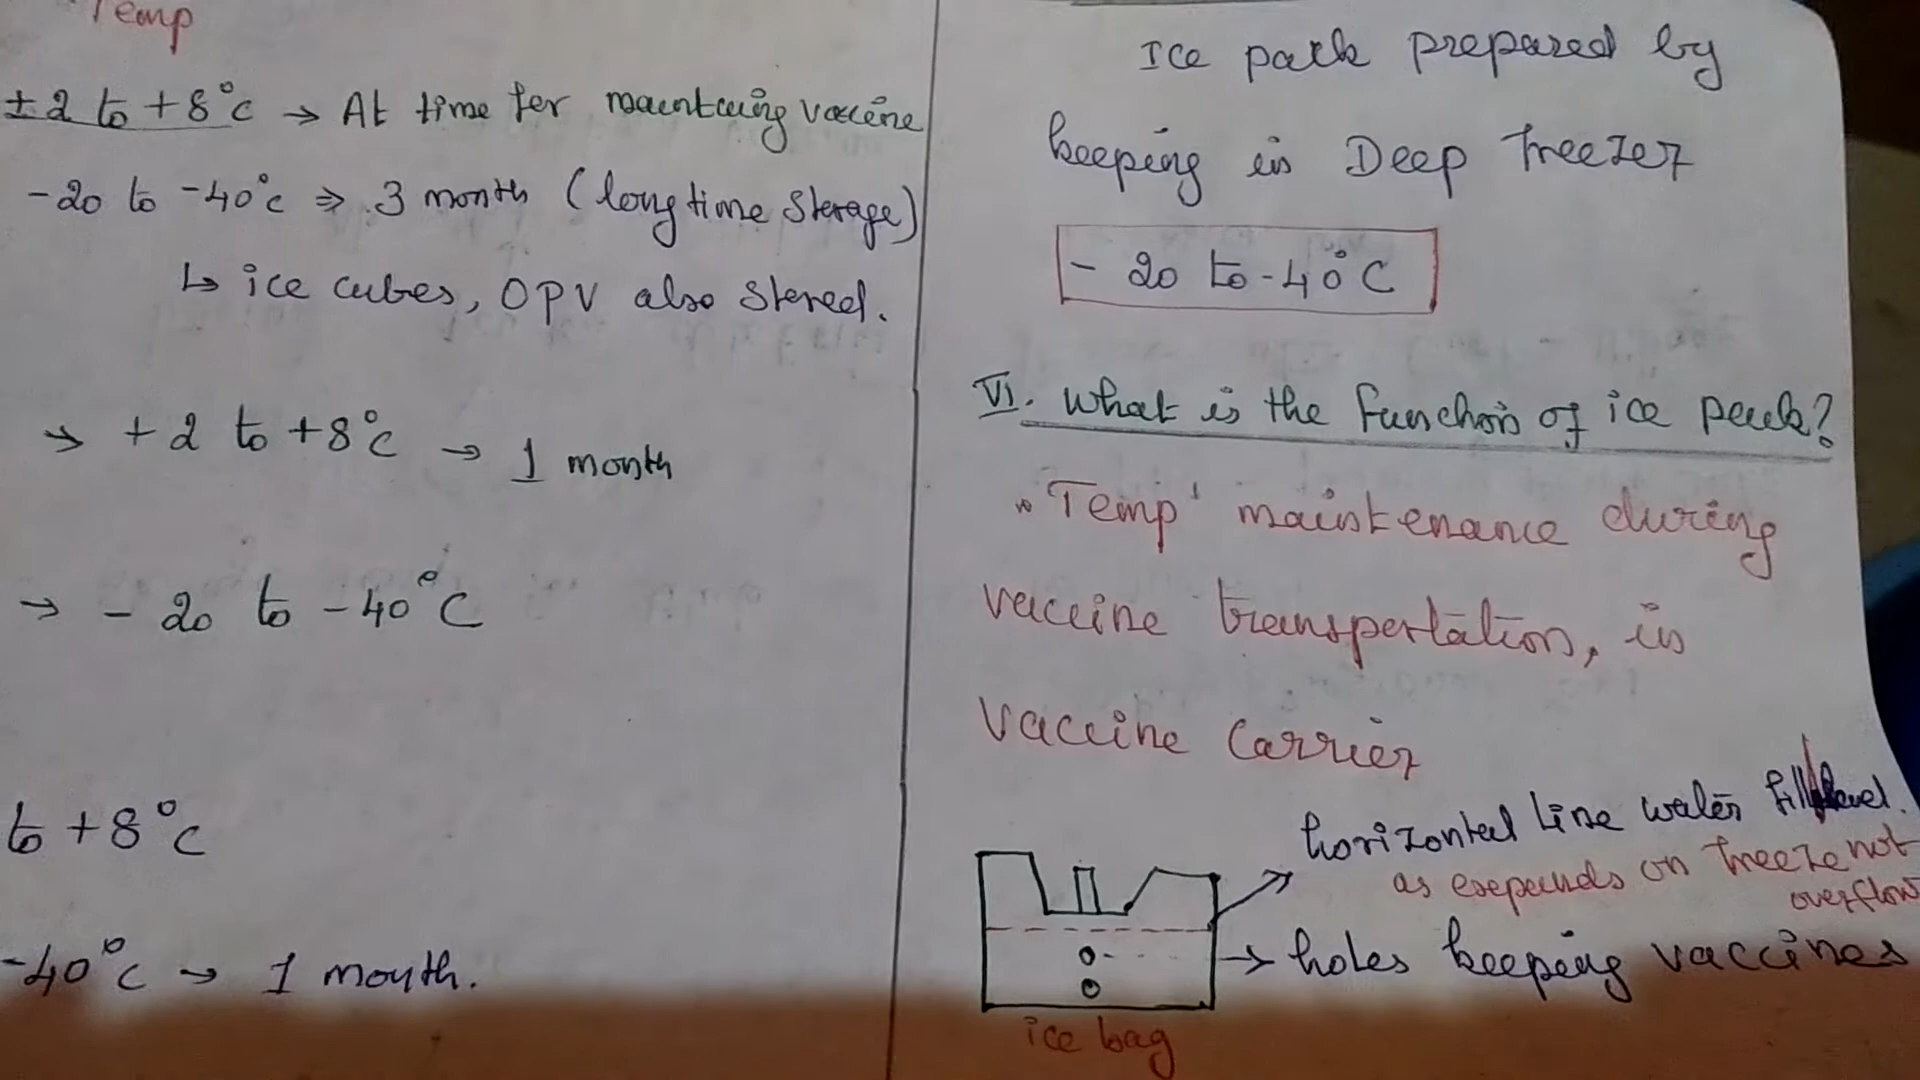 Temp
+2 to +8°c → At time for maintaing vaccine
-20 to -40°c ⇒ 3 month (long time storage)
↳ ice cubes, OPV also stored.
→ +2 to +8°c → 1 month
→ - 20 to -40°C
to +8°c
-40°c → 1 month.
Ice pack prepared by
keeping in Deep freezer
- 20 to -40°C
VI. What is the function of ice pack?
Temp' maintenance during
vaccine transportation, in
vaccine carrier
horizontal line water fill level.
as expands on freeze not
overflow
→ holes keeping vaccines
ice bag